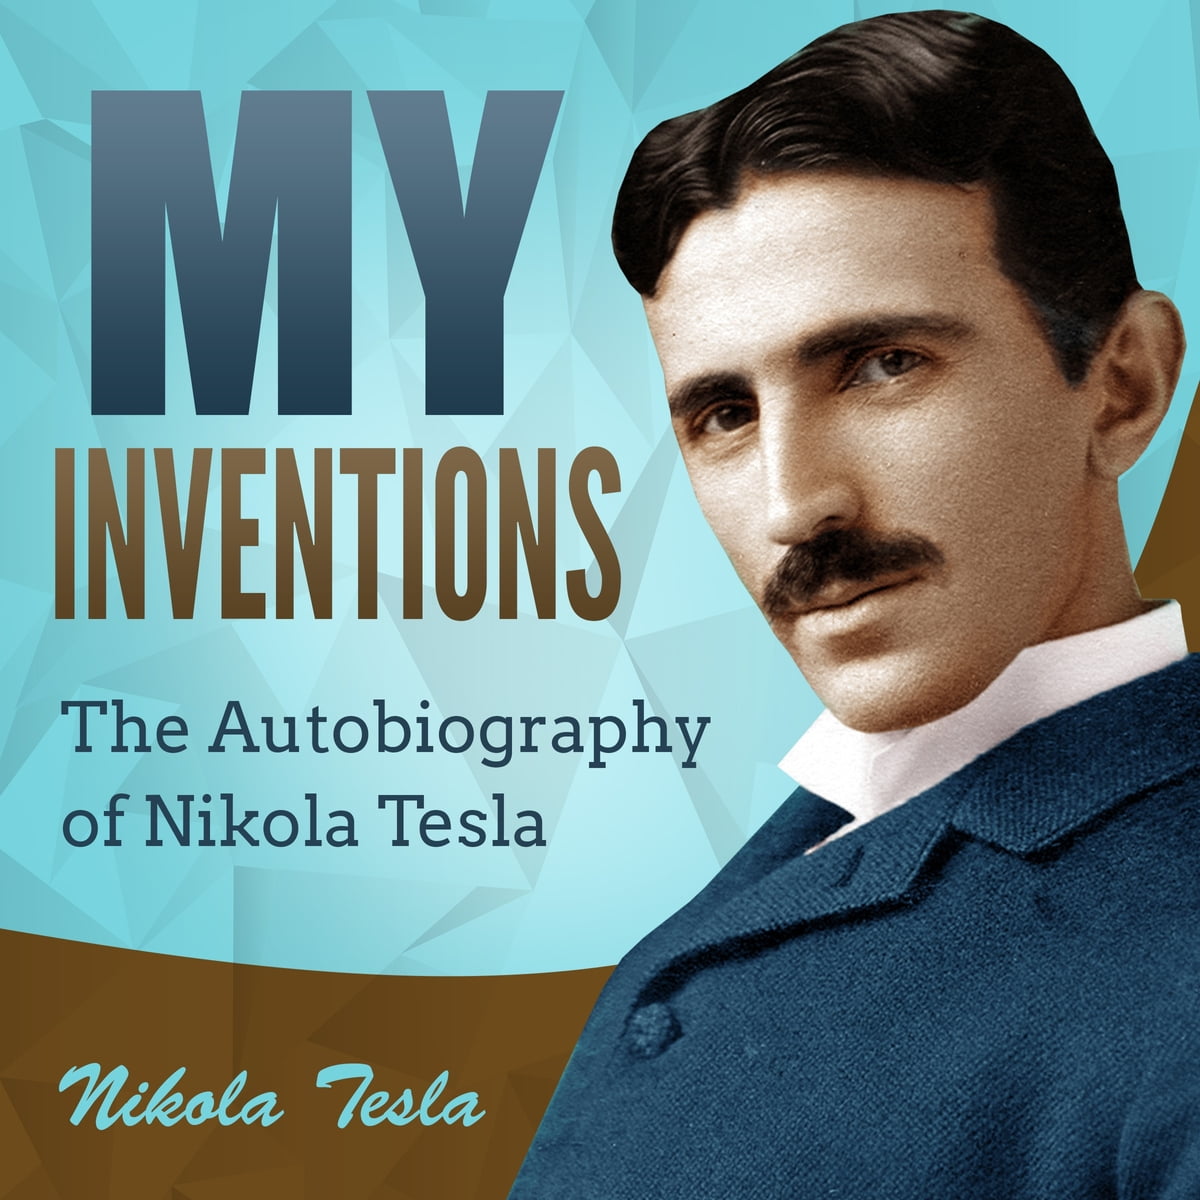 MY
INVENTIONS
The Autobiography
of Nikola Tesla
Nikola Tesla